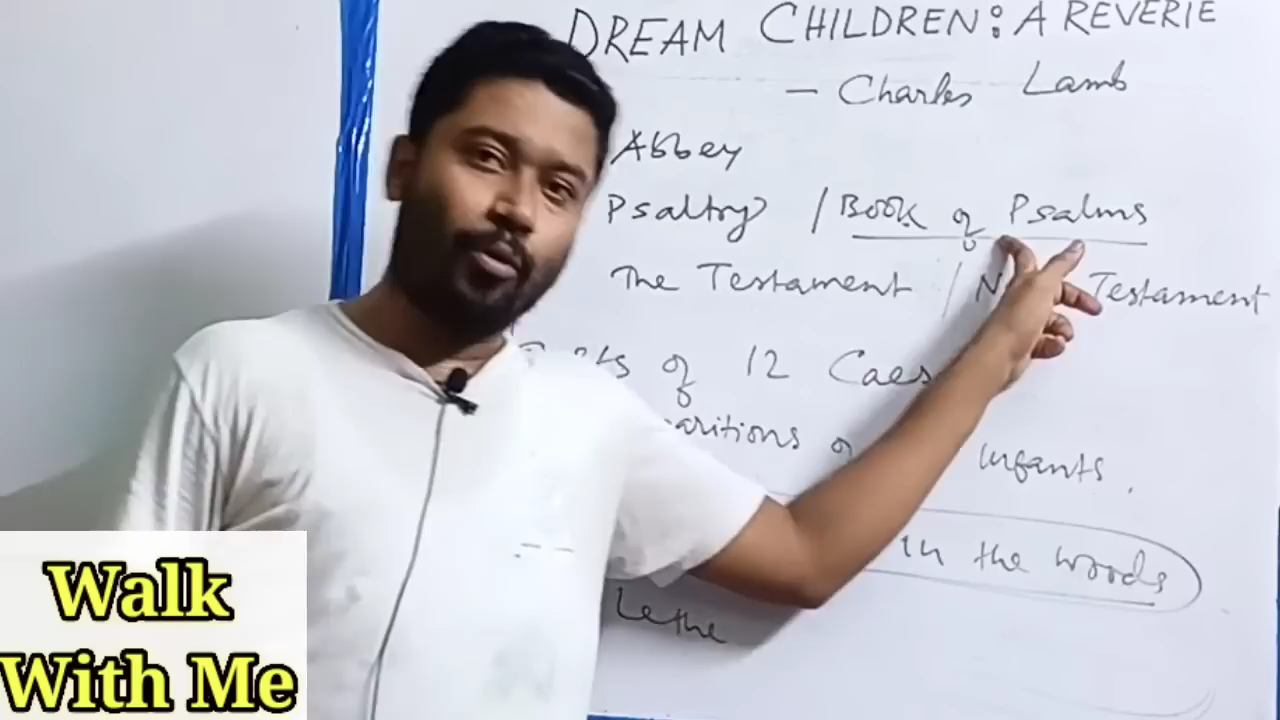 DREAM CHILDREN: A REVERIE
- Charles Lamb
Abbey
Psaltry / Book of Psalms
The Testament / Testament
of 12
infants.
in the woods
Lethe
Walk
With Me